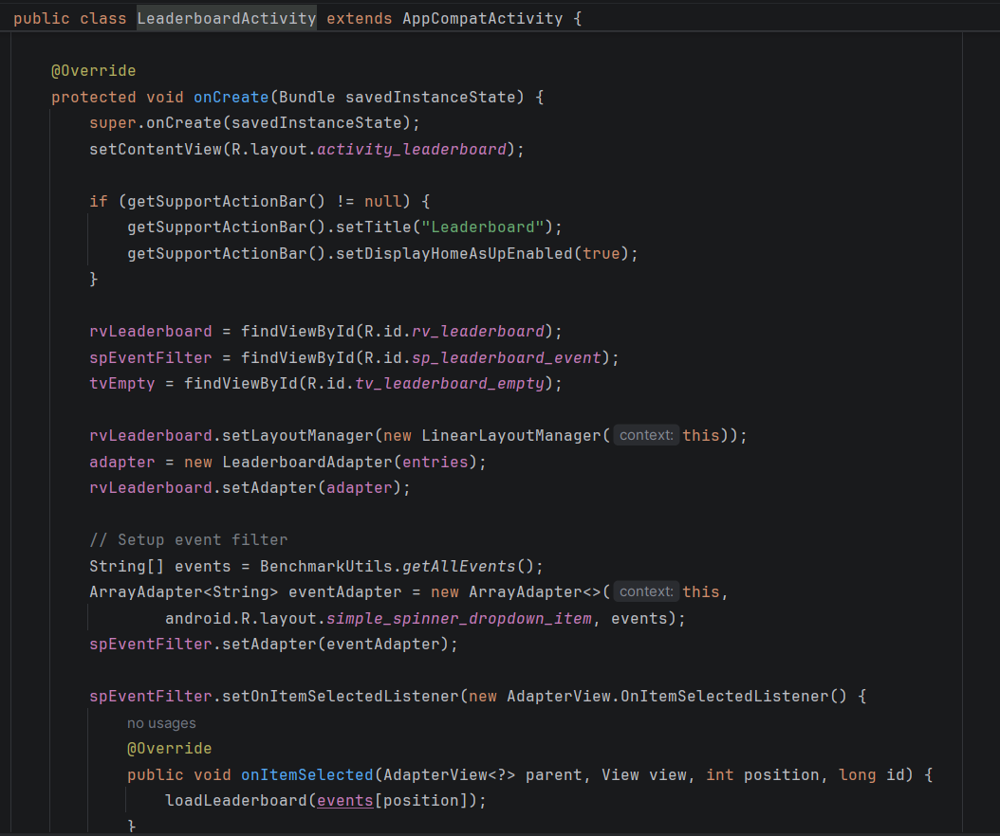 public class LeaderboardActivity extends AppCompatActivity {
@Override
protected void onCreate(Bundle savedInstanceState) {
super.onCreate(savedInstanceState);
setContentView(R.layout.activity_leaderboard);
if (getSupportActionBar() != null) {
getSupportActionBar().setTitle("Leaderboard");
getSupportActionBar().setDisplayHomeAsUpEnabled(true);
}
rvLeaderboard = findViewById(R.id.rv_leaderboard);
spEventFilter = findViewById(R.id.sp_leaderboard_event);
tvEmpty = findViewById(R.id.tv_leaderboard_empty);
rvLeaderboard.setLayoutManager(new LinearLayoutManager( context: this));
adapter = new LeaderboardAdapter(entries);
rvLeaderboard.setAdapter(adapter);
// Setup event filter
String[] events = BenchmarkUtils.getAllEvents();
ArrayAdapter<String> eventAdapter = new ArrayAdapter<>( context: this,
android.R.layout.simple_spinner_dropdown_item, events);
spEventFilter.setAdapter(eventAdapter);
spEventFilter.setOnItemSelectedListener(new AdapterView.OnItemSelectedListener() {
no usages
@Override
public void onItemSelected(AdapterView<?> parent, View view, int position, long id) {
loadLeaderboard(events[position]);
}